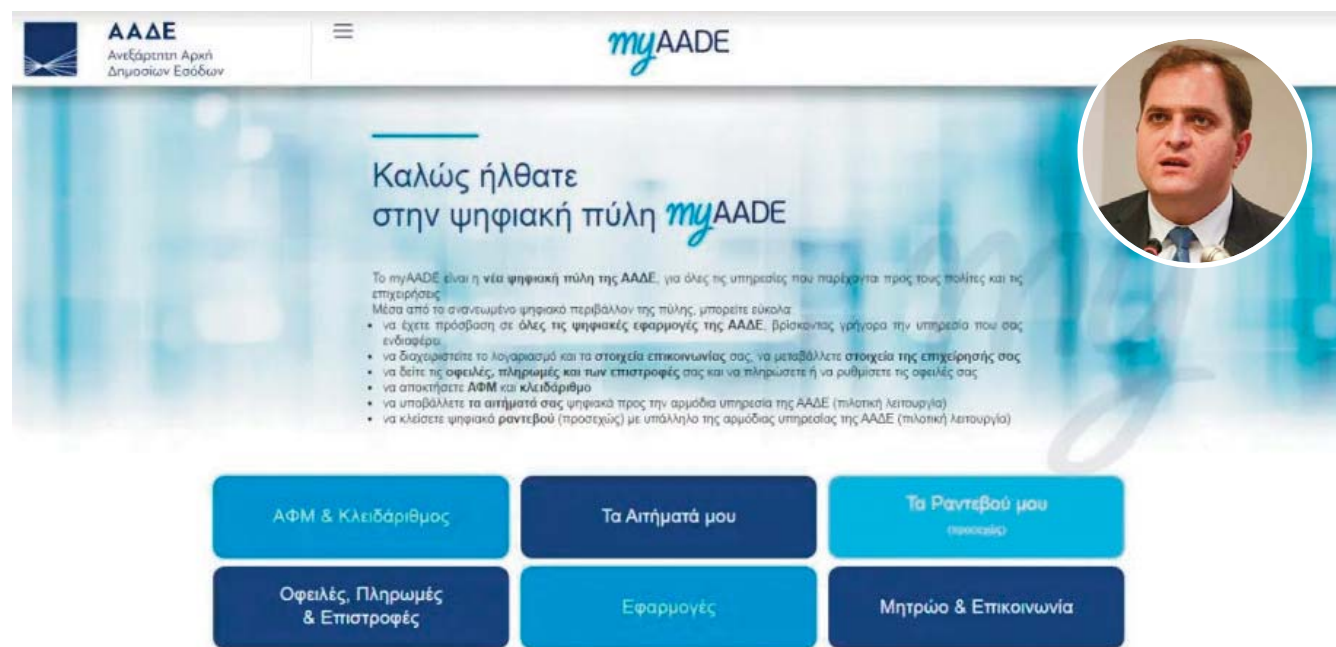 ΑΑΔΕ
Ανεξάρτητη Αρχή
Δημοσίων Εσόδων
myAADE
Καλώς ήλθατε
στην ψηφιακή πύλη myAADE
Το myAADE είναι η νέα ψηφιακή πύλη της ΑΑΔΕ, για όλες τις υπηρεσίες που παρέχονται προς τους πολίτες και τις
επιχειρήσεις
Μέσα από το ανανεωμένο ψηφιακό περιβάλλον της πύλης, μπορείτε εύκολα:
• να έχετε πρόσβαση σε όλες τις ψηφιακές εφαρμογές της ΑΑΔΕ, βρίσκοντας γρήγορα την υπηρεσία που σας
ενδιαφέρει
• να διαχειριστείτε το λογαριασμό και τα στοιχεία επικοινωνίας σας, να μεταβάλλετε στοιχεία της επιχείρησής σας
• να δείτε τις οφειλές, πληρωμές και των επιστροφές σας και να πληρώσετε ή να ρυθμίσετε τις οφειλές σας
• να αποκτήσετε ΑΦΜ και κλειδάριθμο
• να υποβάλλετε τα αιτήματά σας ψηφιακά προς την αρμόδια υπηρεσία της ΑΑΔΕ (πιλοτική λειτουργία)
• να κλείσετε ψηφιακά ραντεβού (προσεχώς) με υπάλληλο της αρμόδιας υπηρεσίας της ΑΑΔΕ (πιλοτική λειτουργία)
my
ΑΦΜ & Κλειδάριθμος
Τα Αιτήματά μου
Τα Ραντεβού μου
(προσεχώς)
Οφειλές, Πληρωμές
& Επιστροφές
Εφαρμογές
Μητρώο & Επικοινωνία